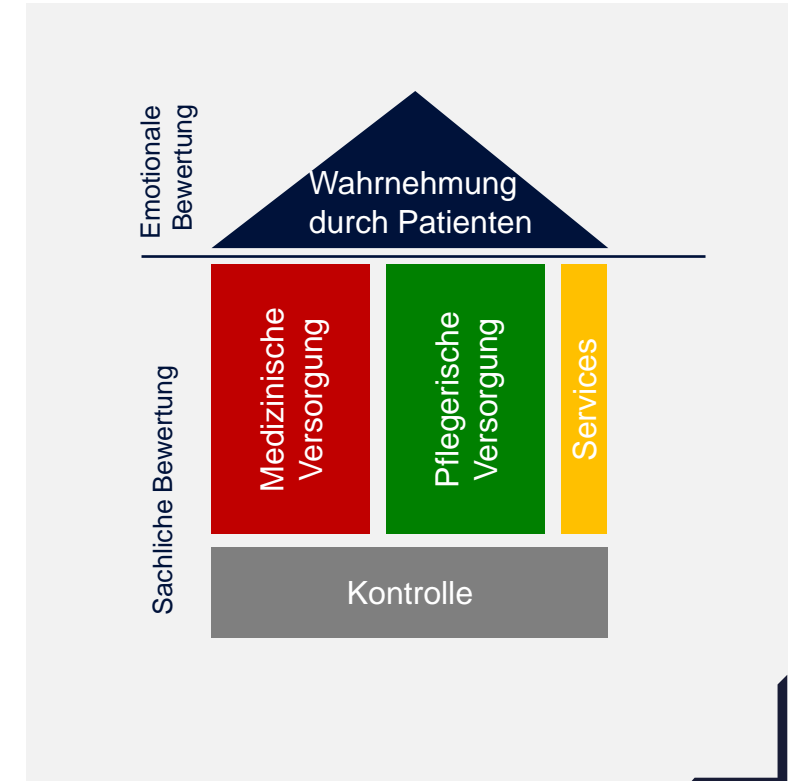 Emotionale
Bewertung
Wahrnehmung
durch Patienten
Sachliche Bewertung
Medizinische
Versorgung
Pflegerische
Versorgung
Services
Kontrolle